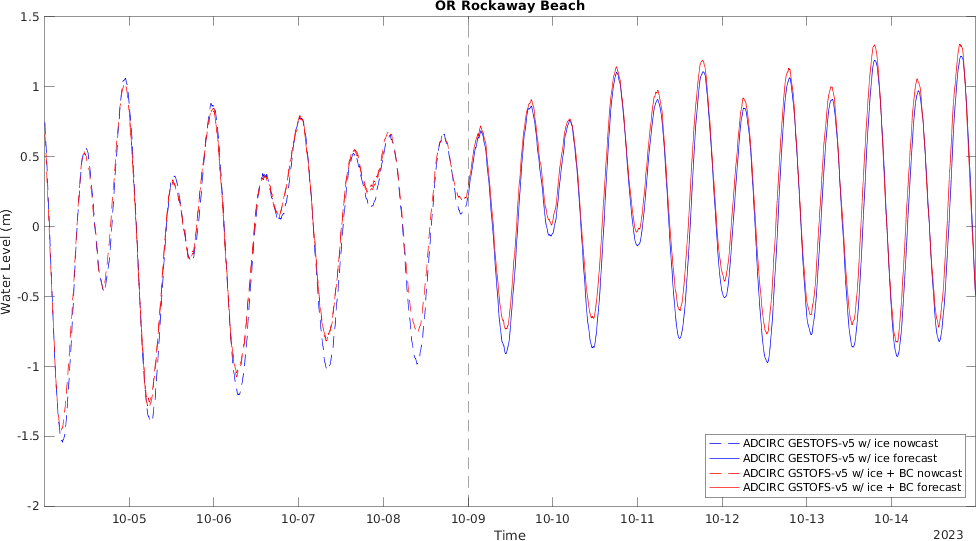 OR Rockaway Beach
1.5
1
0.5
0
-0.5
-1
-1.5
-2
Water Level (m)
10-05 10-06 10-07 10-08 10-09 10-10 10-11 10-12 10-13 10-14
Time
2023
ADCIRC GESTOFS-v5 w/ ice nowcast
ADCIRC GESTOFS-v5 w/ ice forecast
ADCIRC GSTOFS-v5 w/ ice + BC nowcast
ADCIRC GSTOFS-v5 w/ ice + BC forecast